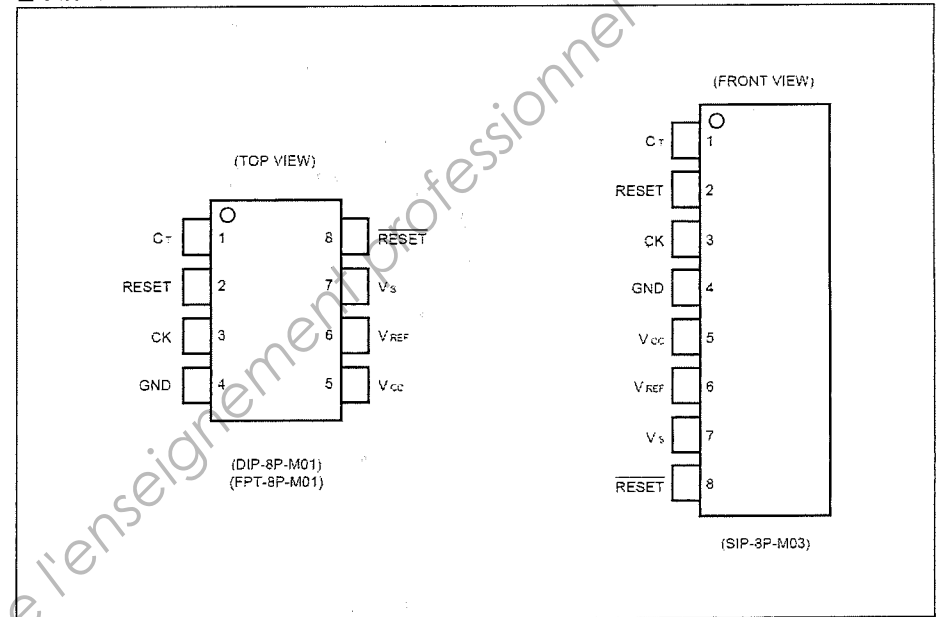 (TOP VIEW)
CT 1 8 RESET
RESET 2 7 VS
CK 3 6 VREF
GND 4 5 VCC
(DIP-8P-M01)
(FPT-8P-M01)
(FRONT VIEW)
CT 1
RESET 2
CK 3
GND 4
VCC 5
VREF 6
VS 7
RESET 8
(SIP-8P-M03)
e l'enseignement professionnel